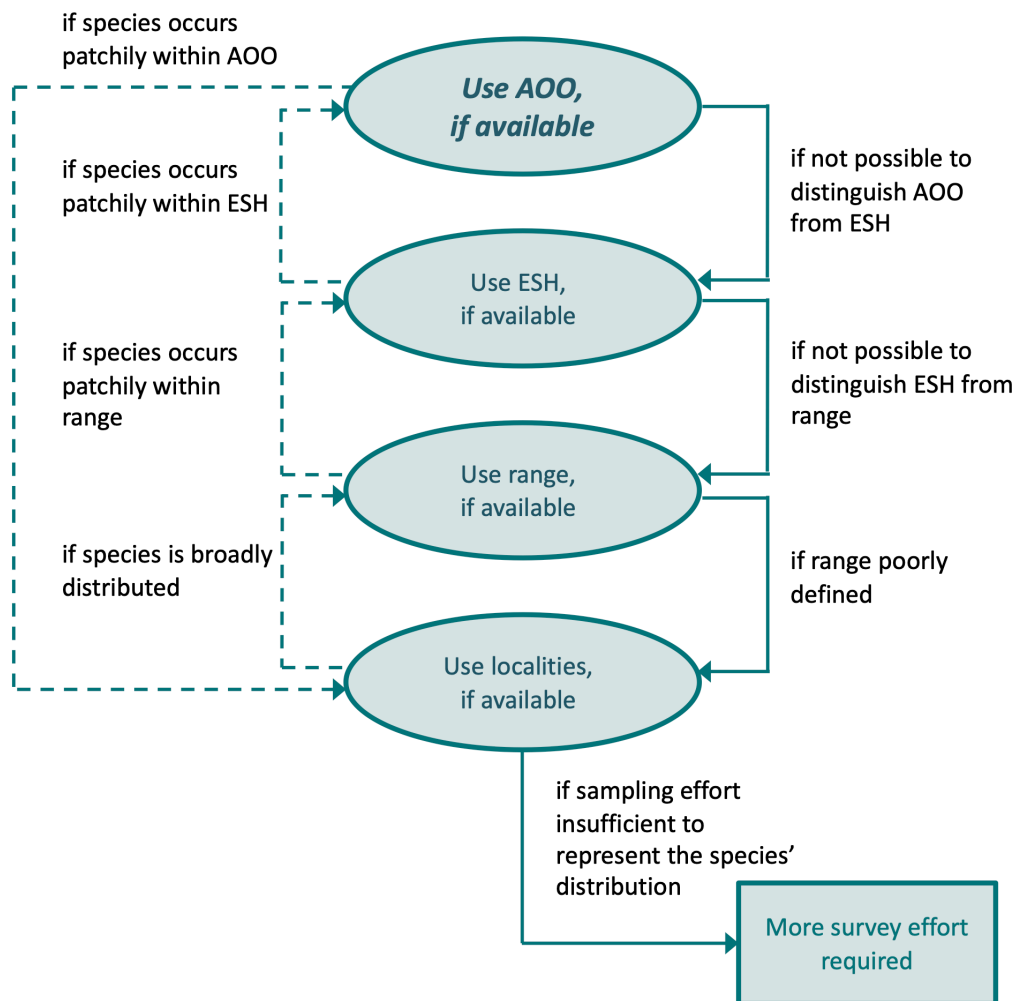 if species occurs
patchily within AOO
Use AOO,
if available
if not possible to
distinguish AOO
from ESH
if species occurs
patchily within ESH
Use ESH,
if available
if not possible to
distinguish ESH from
range
if species occurs
patchily within
range
Use range,
if available
if species is broadly
distributed
if range poorly
defined
Use localities,
if available
if sampling effort
insufficient to
represent the species’
distribution
More survey effort
required